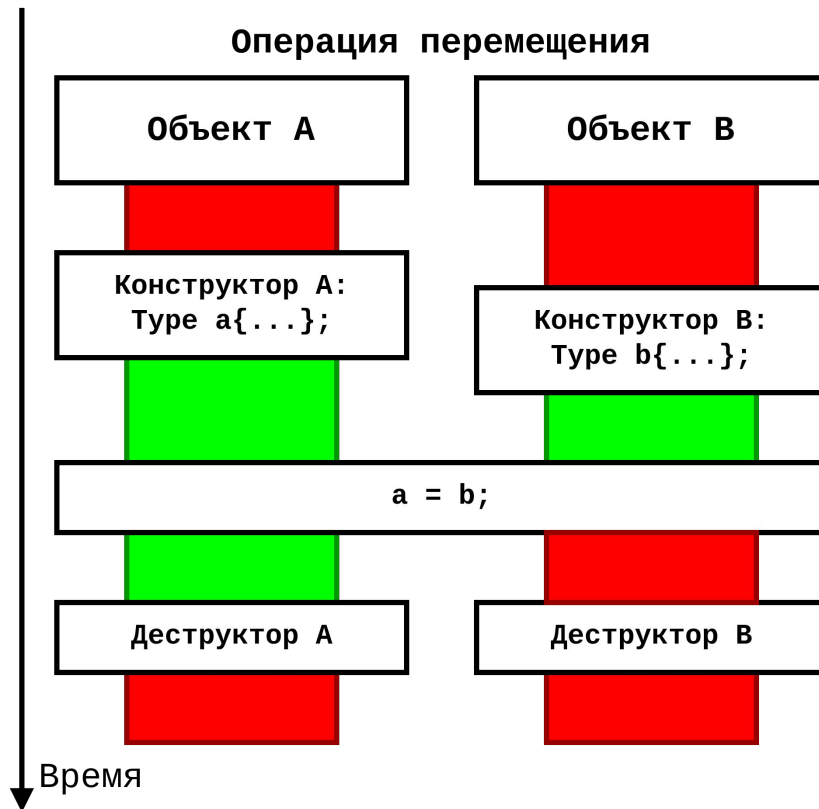 Операция перемещения
Объект A
Объект B
Конструктор A:
Type a{...};
Конструктор B:
Type b{...};
a = b;
Деструктор A
Деструктор B
Время